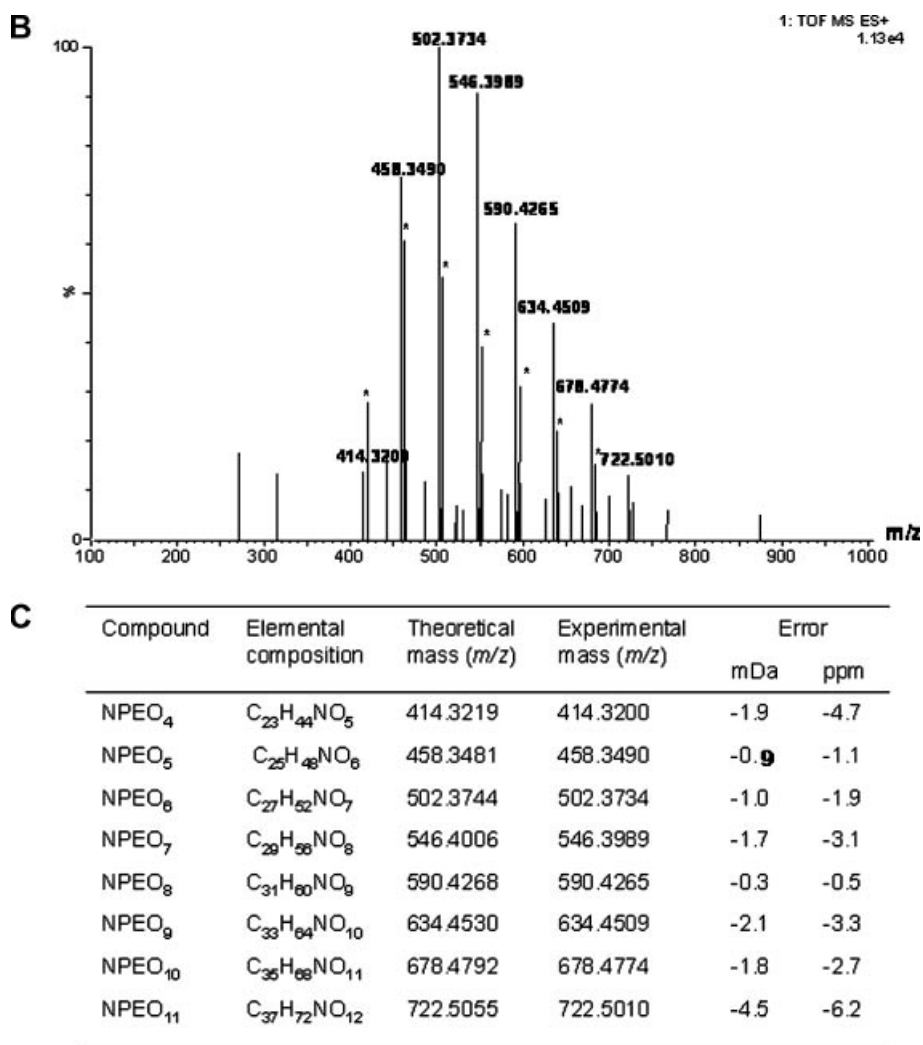 B
1: TOF MS ES+
1.13e4
100
502.3734
546.3989
458.3490
*
590.4265
*
%
634.4509
*
*
678.4774
*
*
414.3200
*
722.5010
0
100 200 300 400 500 600 700 800 900 1000
m/z
C
Compound Elemental composition Theoretical mass (m/z) Experimental mass (m/z) Error
mDa ppm
NPEO₄ C₂₃H₄₄NO₅ 414.3219 414.3200 -1.9 -4.7
NPEO₅ C₂₅H₄₈NO₆ 458.3481 458.3490 -0.9 -1.1
NPEO₆ C₂₇H₅₂NO₇ 502.3744 502.3734 -1.0 -1.9
NPEO₇ C₂₉H₅₆NO₈ 546.4006 546.3989 -1.7 -3.1
NPEO₈ C₃₁H₆₀NO₉ 590.4268 590.4265 -0.3 -0.5
NPEO₉ C₃₃H₆₄NO₁₀ 634.4530 634.4509 -2.1 -3.3
NPEO₁₀ C₃₅H₆₈NO₁₁ 678.4792 678.4774 -1.8 -2.7
NPEO₁₁ C₃₇H₇₂NO₁₂ 722.5055 722.5010 -4.5 -6.2